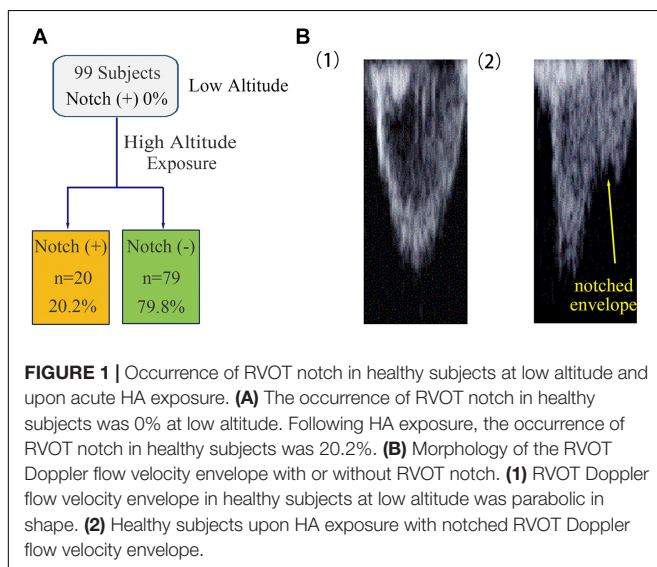 A
99 Subjects
Notch (+) 0%
Low Altitude
High Altitude
Exposure
Notch (+)
n=20
20.2%
Notch (-)
n=79
79.8%
B
(1)
(2)
notched
envelope
FIGURE 1 | Occurrence of RVOT notch in healthy subjects at low altitude and
upon acute HA exposure. (A) The occurrence of RVOT notch in healthy
subjects was 0% at low altitude. Following HA exposure, the occurrence of
RVOT notch in healthy subjects was 20.2%. (B) Morphology of the RVOT
Doppler flow velocity envelope with or without RVOT notch. (1) RVOT Doppler
flow velocity envelope in healthy subjects at low altitude was parabolic in
shape. (2) Healthy subjects upon HA exposure with notched RVOT Doppler
flow velocity envelope.